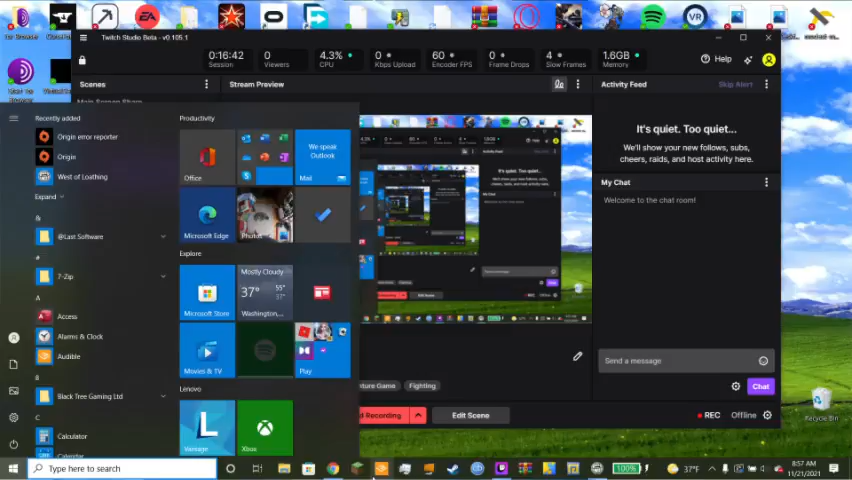 Twitch Studio Beta - v0.105.1
0:16:42
Session
0
Viewers
4.3%
CPU
0
Kbps Upload
60
Encoder FPS
0
Frame Drops
4
Slow Frames
1.6GB
Memory
Help
Scenes
Stream Preview
Activity Feed
Skip Alert
It's quiet. Too quiet...
We'll show your new follows, subs,
cheers, raids, and host activity here.
My Chat
Welcome to the chat room!
Send a message
Chat
REC
Offline
Recycle Bin
Recently added
Origin error reporter
Origin
West of Loathing
Expand
&
@Last Software
7-Zip
A
Access
Alarms & Clock
Audible
B
Black Tree Gaming Ltd
C
Calculator
Calendar
Productivity
Office
We speak
Outlook
Mail
Microsoft Edge
Photos
Explore
Microsoft Store
Mostly Cloudy
37°
55°
37°
Washington,...
Movies & TV
Play
Lenovo
Vantage
Xbox
Fighting
Edit Scene
Type here to search
100%
37°F
8:57 AM
11/21/2021